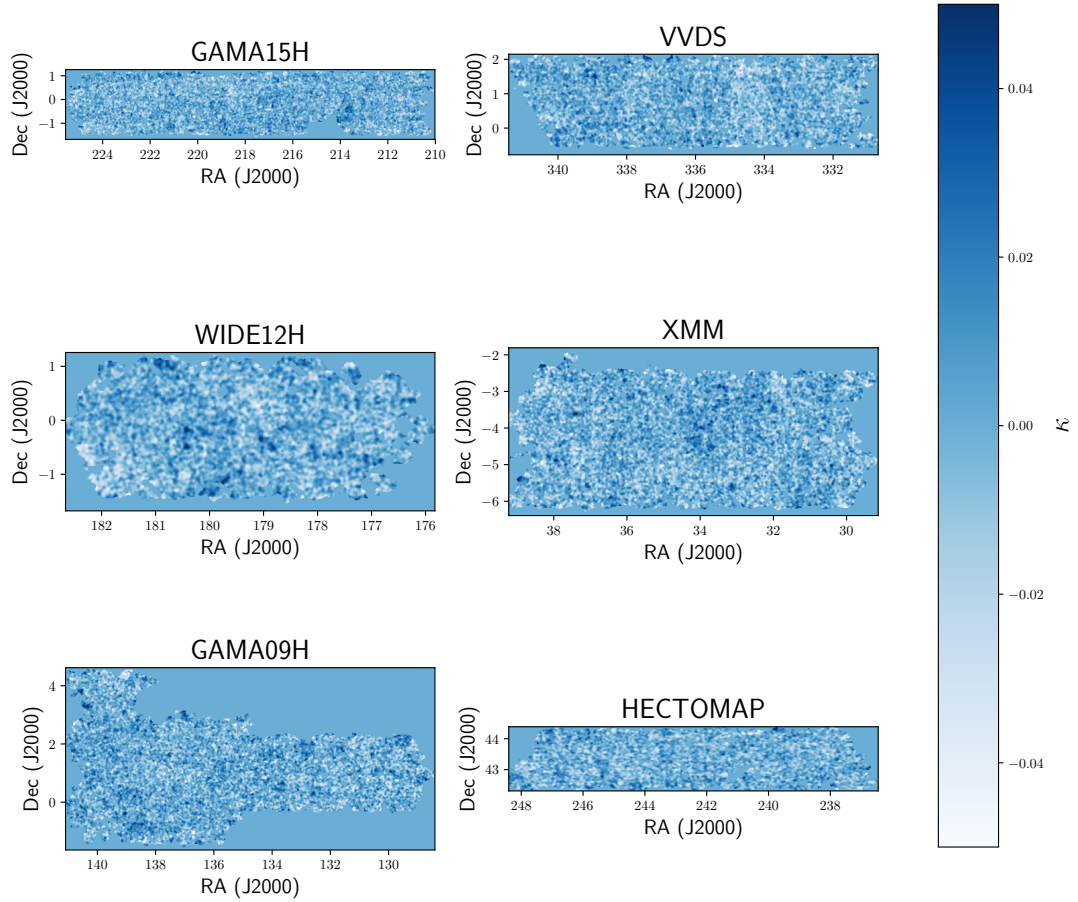 GAMA15H
1
0
−1
Dec (J2000)
224 222 220 218 216 214 212 210
RA (J2000)
VVDS
2
1
0
Dec (J2000)
340 338 336 334 332
RA (J2000)
WIDE12H
1
0
−1
Dec (J2000)
182 181 180 179 178 177 176
RA (J2000)
XMM
−2
−3
−4
−5
−6
Dec (J2000)
38 36 34 32 30
RA (J2000)
GAMA09H
4
2
0
Dec (J2000)
140 138 136 134 132 130
RA (J2000)
HECTOMAP
44
43
Dec (J2000)
248 246 244 242 240 238
RA (J2000)
0.04
0.02
0.00
−0.02
−0.04
κ